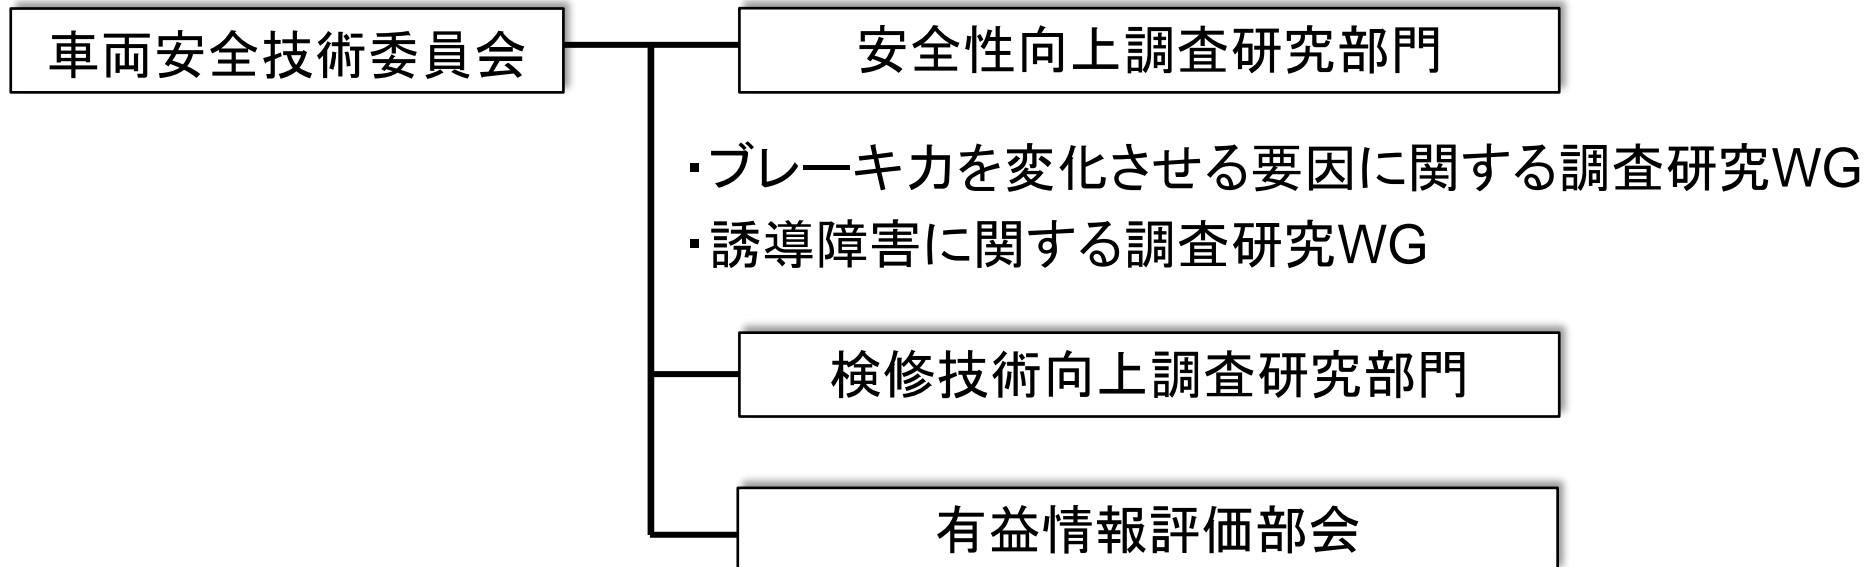 車両安全技術委員会
安全性向上調査研究部門
・ブレーキ力を変化させる要因に関する調査研究WG
・誘導障害に関する調査研究WG
検修技術向上調査研究部門
有益情報評価部会